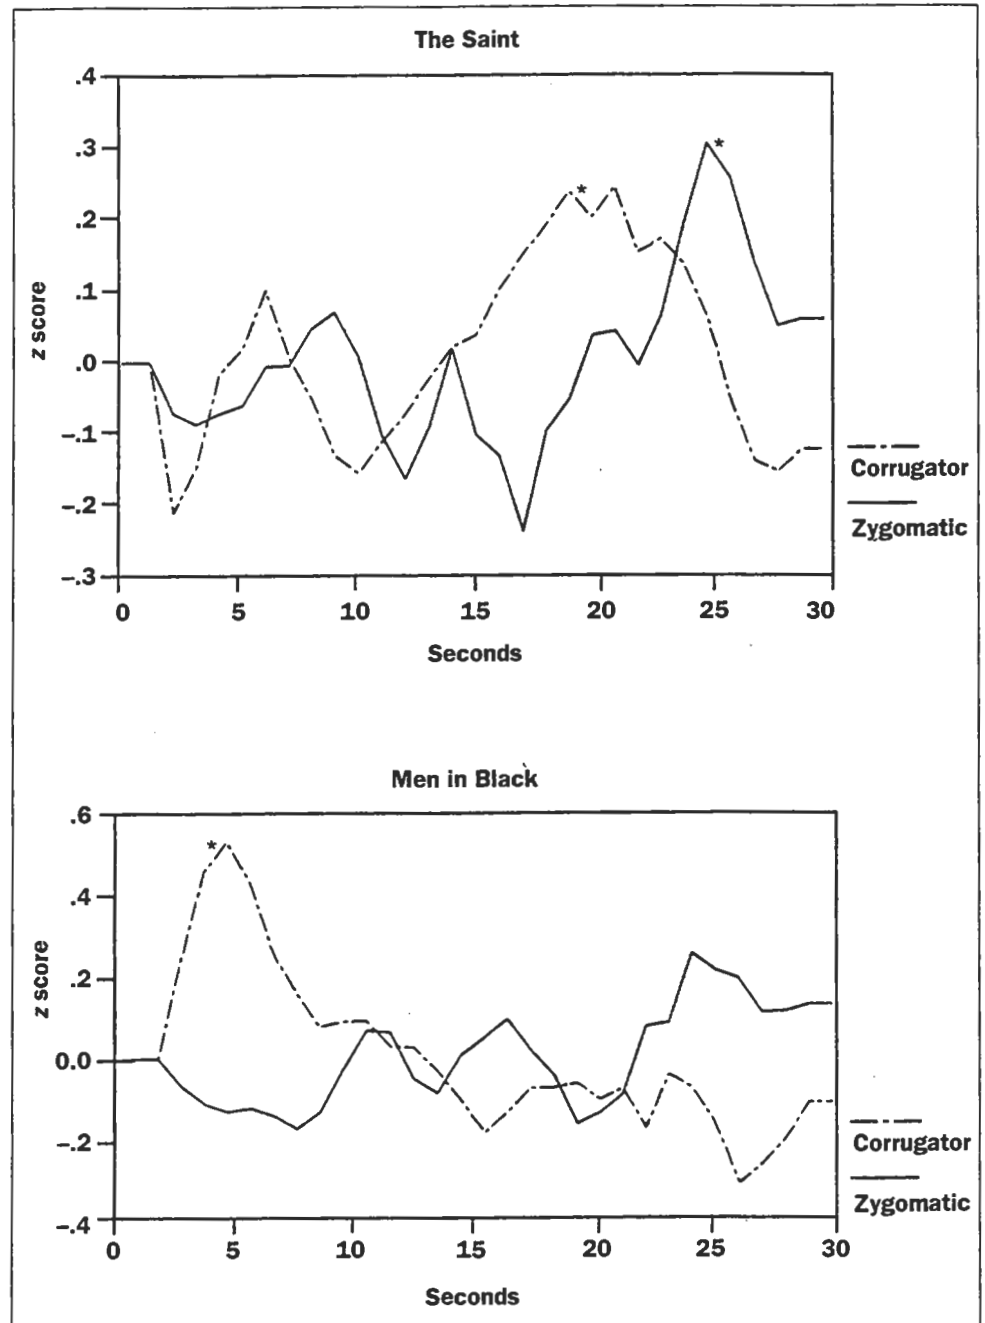 The Saint
.4
.3
.2
.1
.0
–.1
–.2
–.3
z score
0 5 10 15 20 25 30
Seconds
*
*
Corrugator
Zygomatic
Men in Black
.6
.4
.2
0.0
–.2
–.4
z score
0 5 10 15 20 25 30
Seconds
*
Corrugator
Zygomatic